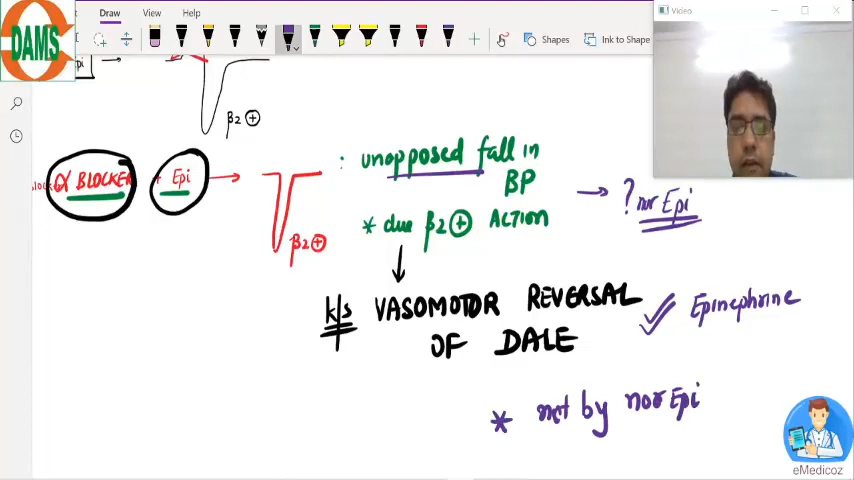 Draw
View
Help
DAMS
Shapes
Ink to Shape
Video
β2 ⊕
α BLOCKER + Epi → : unopposed fall in BP
β2 ⊕
* due β2 ⊕ ACTION
→ ? nor Epi
k/s VASOMOTOR REVERSAL
OF DALE
Epinephrine
* not by nor Epi
eMedicoz